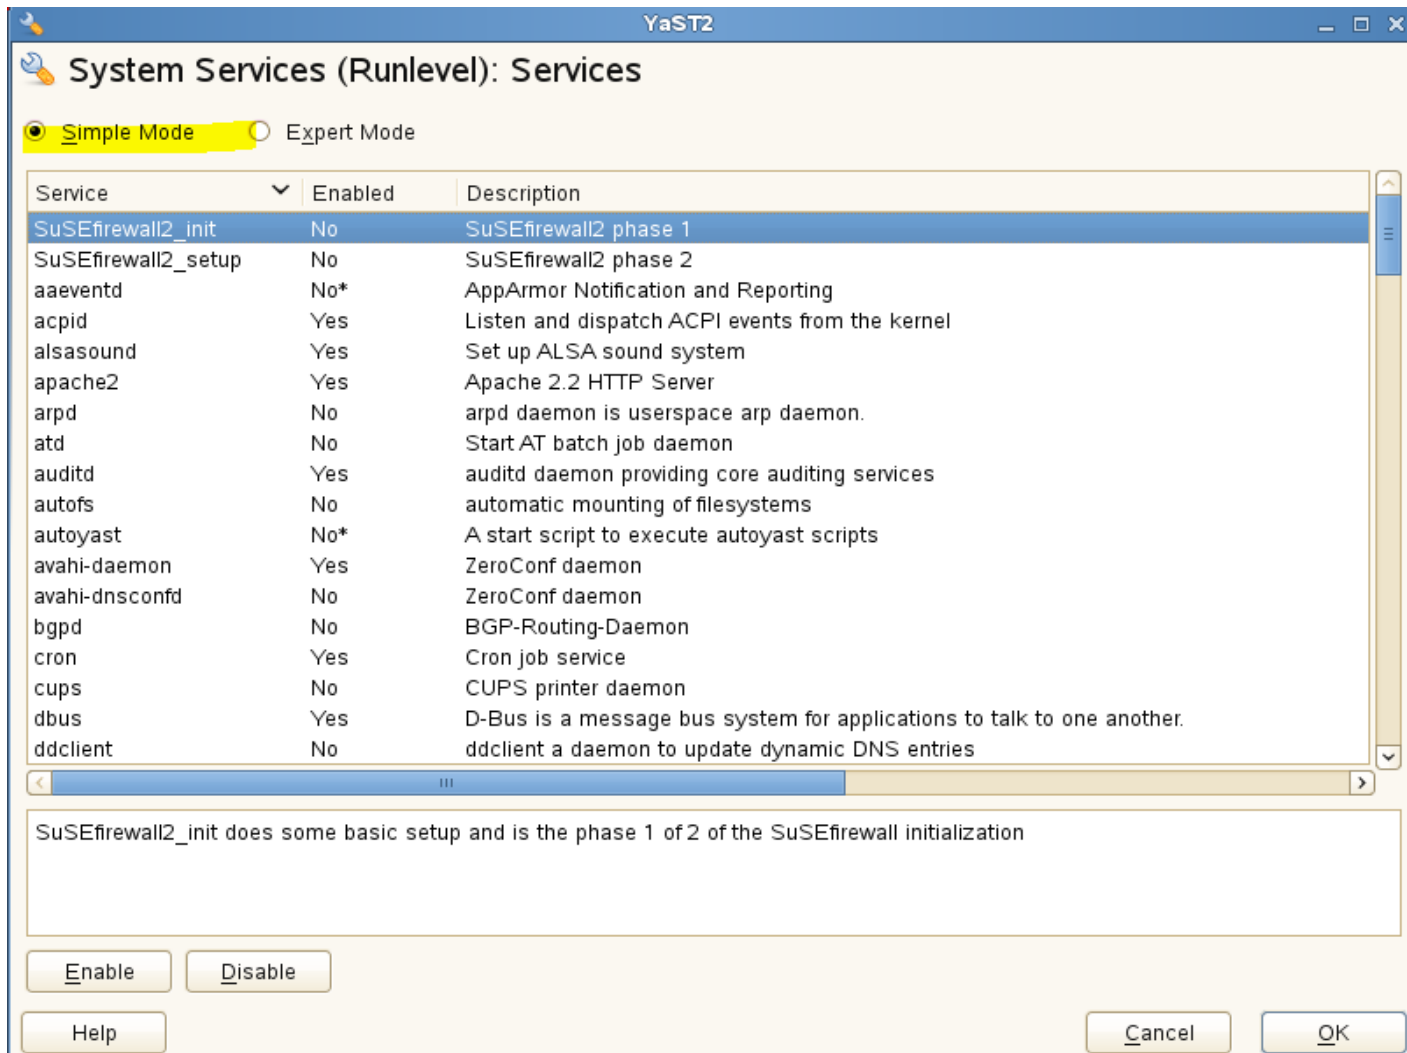 YaST2
System Services (Runlevel): Services
Simple Mode Expert Mode
Service Enabled Description
SuSEfirewall2_init No SuSEfirewall2 phase 1
SuSEfirewall2_setup No SuSEfirewall2 phase 2
aaeventd No* AppArmor Notification and Reporting
acpid Yes Listen and dispatch ACPI events from the kernel
alsasound Yes Set up ALSA sound system
apache2 Yes Apache 2.2 HTTP Server
arpd No arpd daemon is userspace arp daemon.
atd No Start AT batch job daemon
auditd Yes auditd daemon providing core auditing services
autofs No automatic mounting of filesystems
autoyast No* A start script to execute autoyast scripts
avahi-daemon Yes ZeroConf daemon
avahi-dnsconfd No ZeroConf daemon
bgpd No BGP-Routing-Daemon
cron Yes Cron job service
cups No CUPS printer daemon
dbus Yes D-Bus is a message bus system for applications to talk to one another.
ddclient No ddclient a daemon to update dynamic DNS entries
SuSEfirewall2_init does some basic setup and is the phase 1 of 2 of the SuSEfirewall initialization
Enable Disable
Help Cancel OK